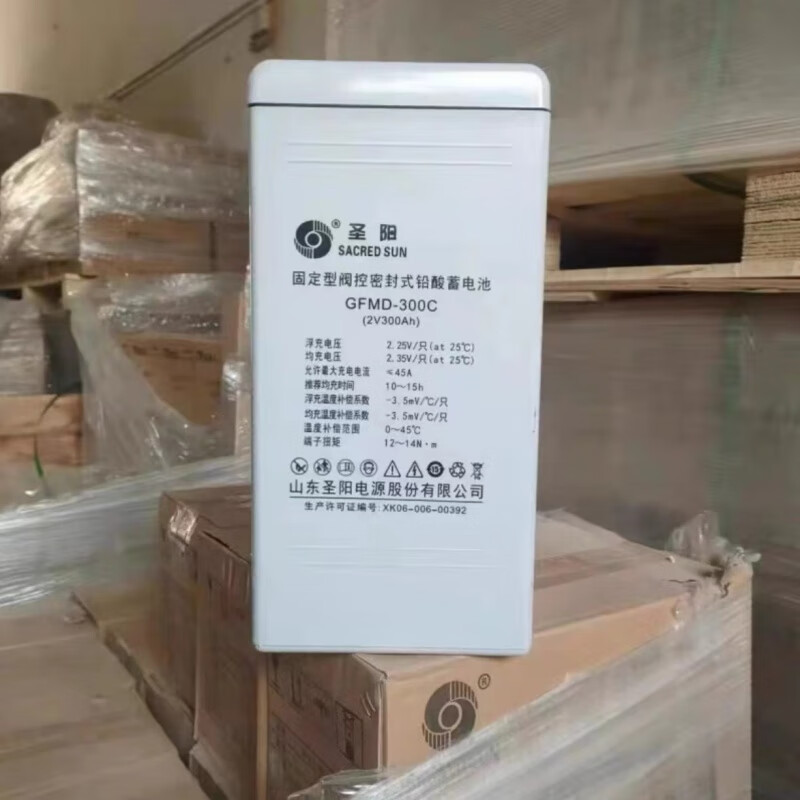 ® 圣阳
SACRED SUN
固定型阀控密封式铅酸蓄电池
GFMD-300C
(2V300Ah)
浮充电压 2.25V/只(at 25℃)
均充电压 2.35V/只(at 25℃)
允许最大充电电流 ≤45A
推荐均充时间 10～15h
浮充温度补偿系数 -3.5mV/℃/只
均充温度补偿系数 -3.5mV/℃/只
温度补偿范围 0～45℃
端子扭矩 12～14N·m
山东圣阳电源股份有限公司
生产许可证编号: XK06-006-00392
®